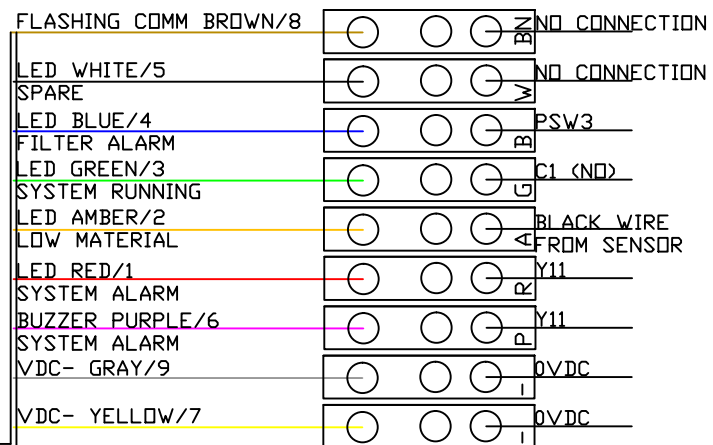 FLASHING COMM BROWN/8 BN NO CONNECTION
LED WHITE/5 W NO CONNECTION
SPARE
LED BLUE/4 B PSW3
FILTER ALARM
LED GREEN/3 G C1 (NO)
SYSTEM RUNNING
LED AMBER/2 A BLACK WIRE
LOW MATERIAL FROM SENSOR
LED RED/1 R Y11
SYSTEM ALARM
BUZZER PURPLE/6 P Y11
SYSTEM ALARM
VDC- GRAY/9 - 0VDC
VDC- YELLOW/7 - 0VDC